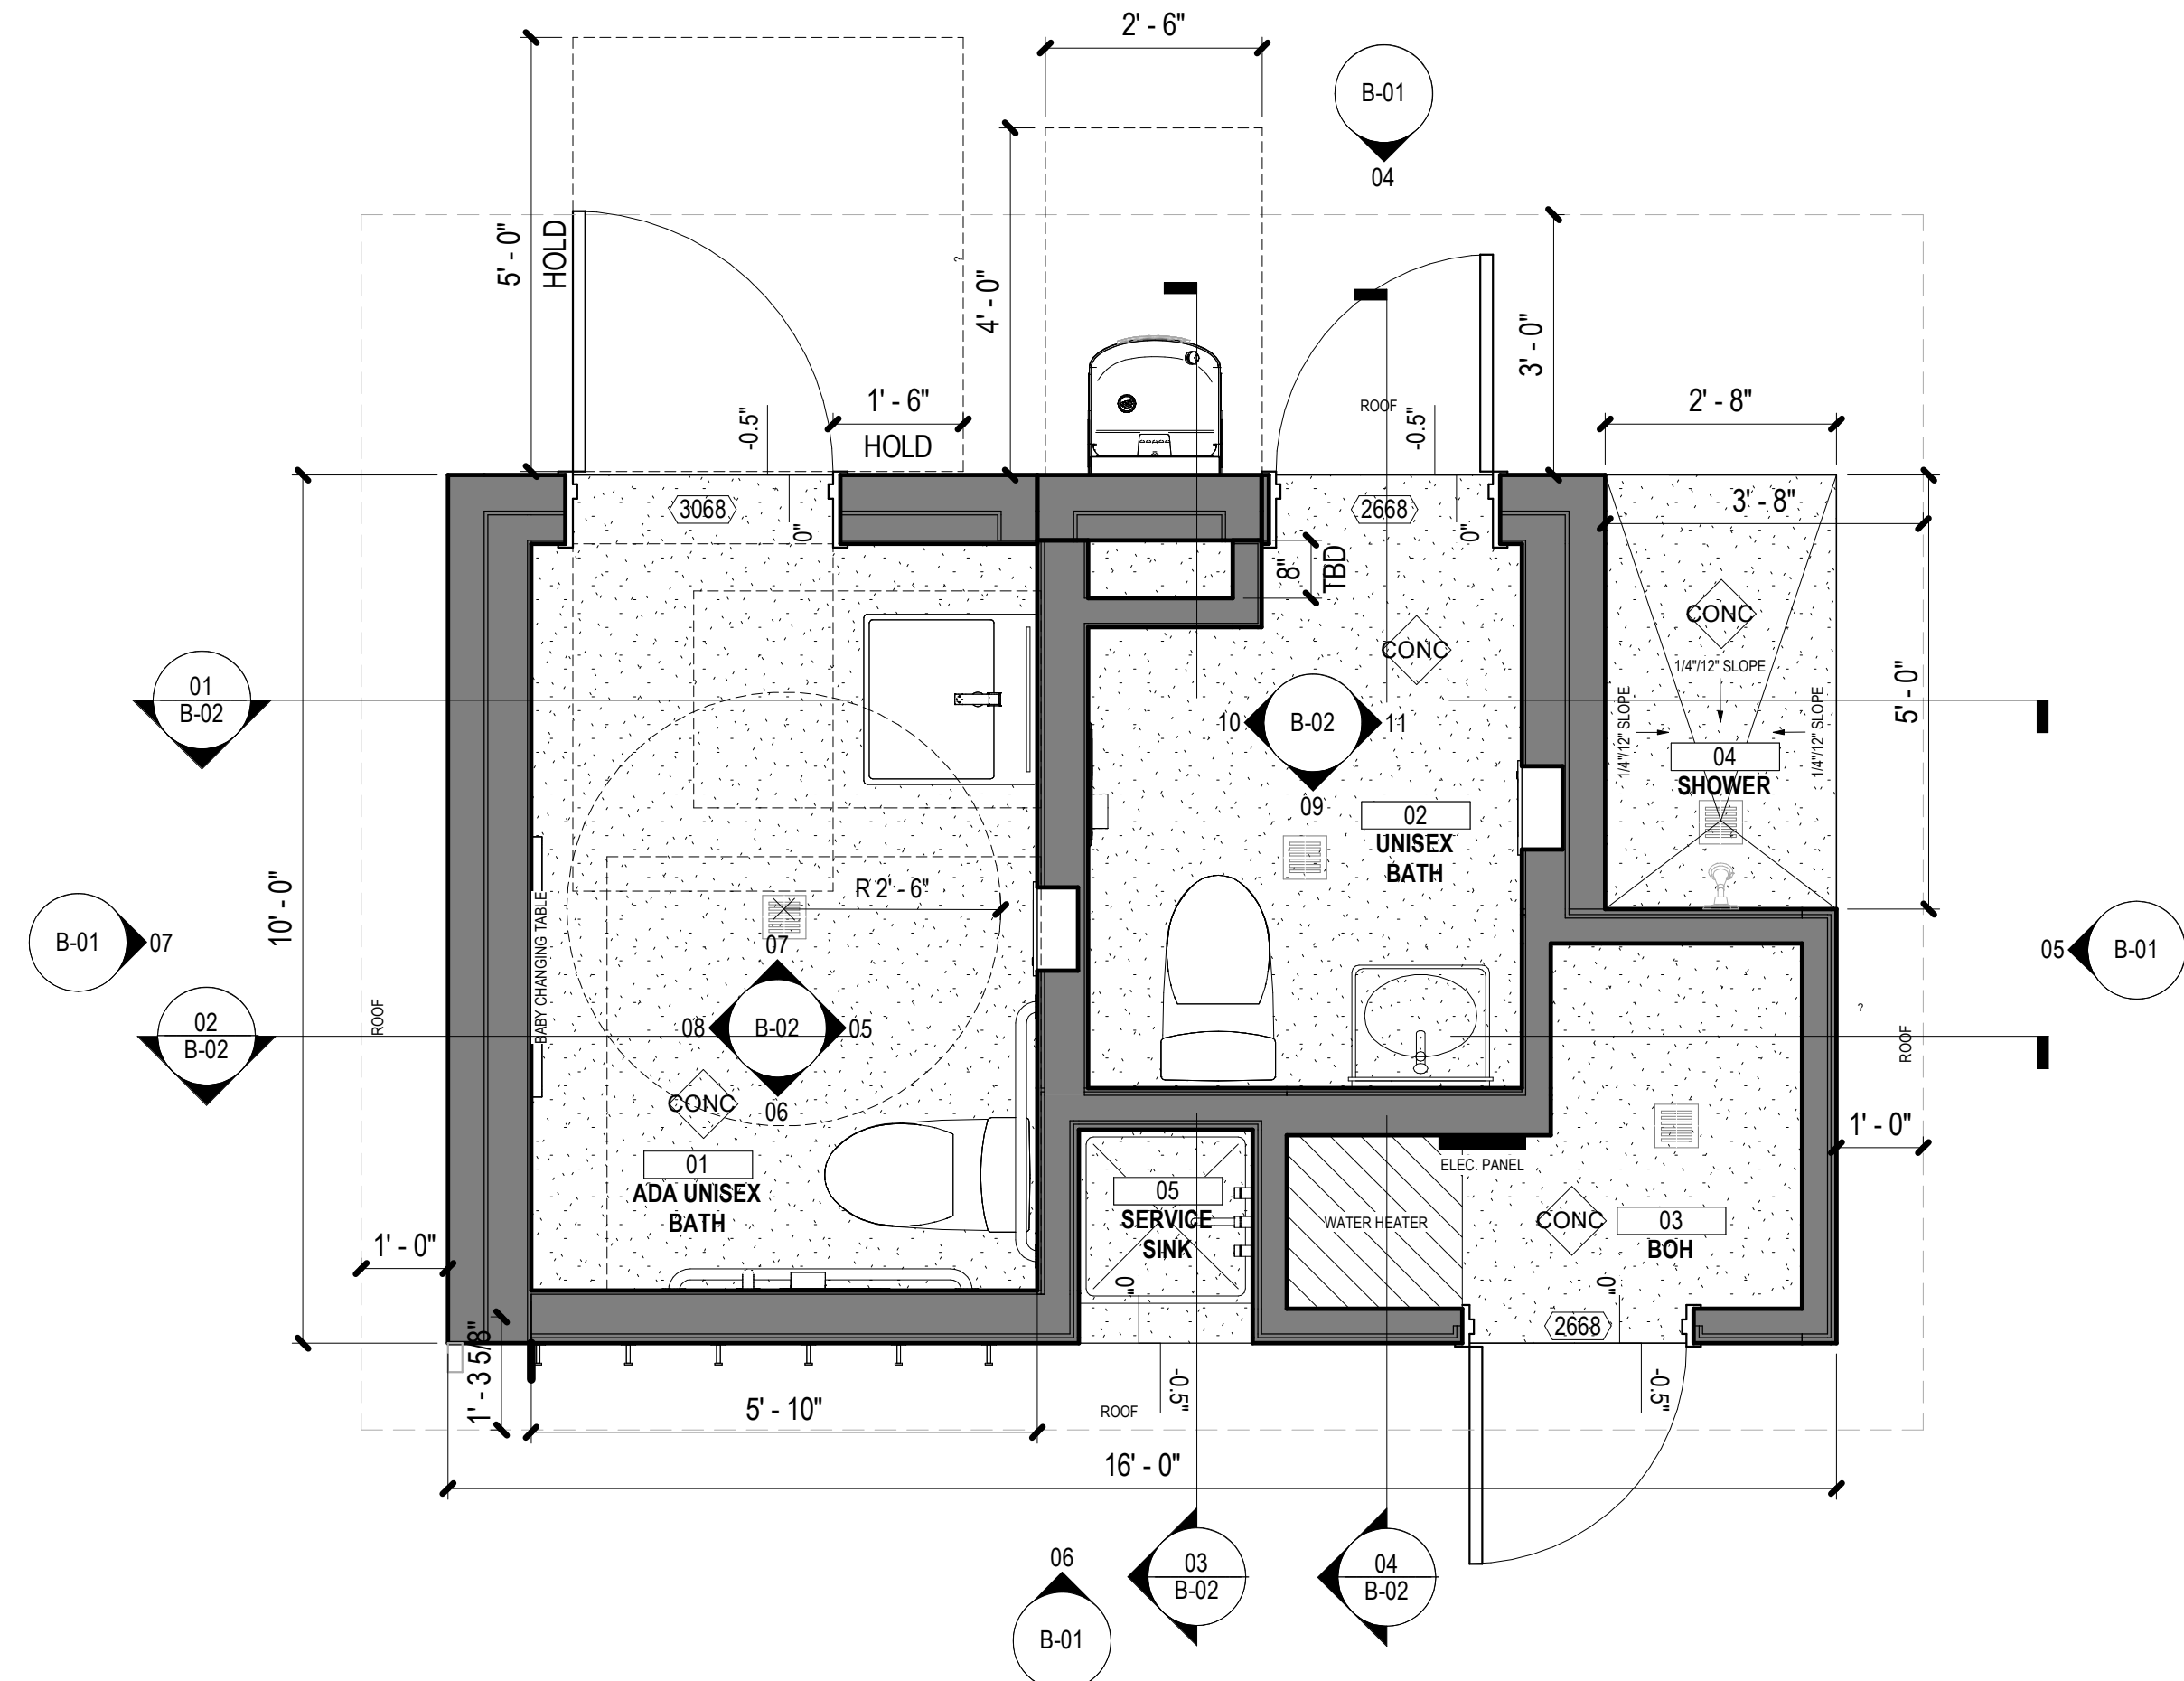 2' - 6"
B-01
04
5' - 0"
HOLD
?
4' - 0"
3' - 0"
1' - 6"
HOLD
-0.5"
ROOF
-0.5"
2' - 8"
3068
0"
2668
0"
3' - 8"
8"
TBD
CONC
CONC
1/4"/12" SLOPE
1/4"/12" SLOPE
1/4"/12" SLOPE
5' - 0"
01
B-02
10
B-02
11
09
04
SHOWER
02
UNISEX
BATH
10' - 0"
R 2' - 6"
BABY CHANGING TABLE
B-01
07
07
08
B-02
05
06
05
B-01
ROOF
02
B-02
?
ROOF
CONC
1' - 0"
ELEC. PANEL
01
ADA UNISEX
BATH
05
SERVICE
SINK
WATER HEATER
CONC
03
BOH
1' - 0"
0"
0"
2668
1' - 3 5/8"
-0.5"
-0.5"
5' - 10"
ROOF
16' - 0"
06
B-01
03
B-02
04
B-02